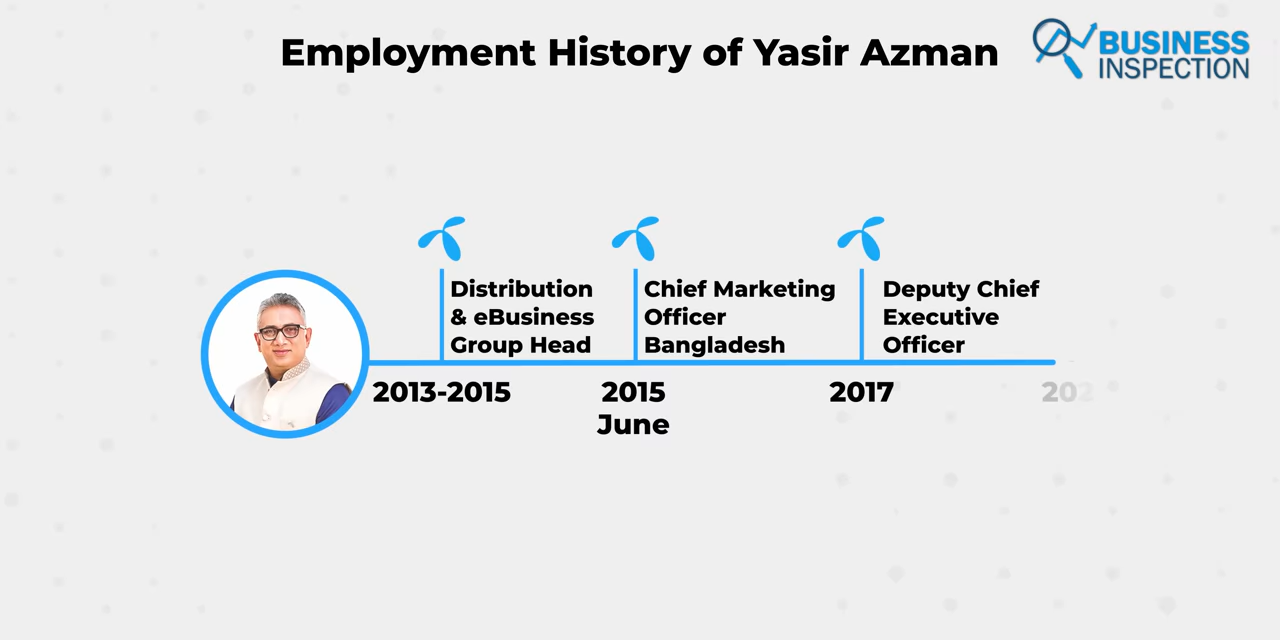 Employment History of Yasir Azman
BUSINESS
INSPECTION
Distribution
& eBusiness
Group Head
Chief Marketing
Officer
Bangladesh
Deputy Chief
Executive
Officer
2013-2015
2015
June
2017